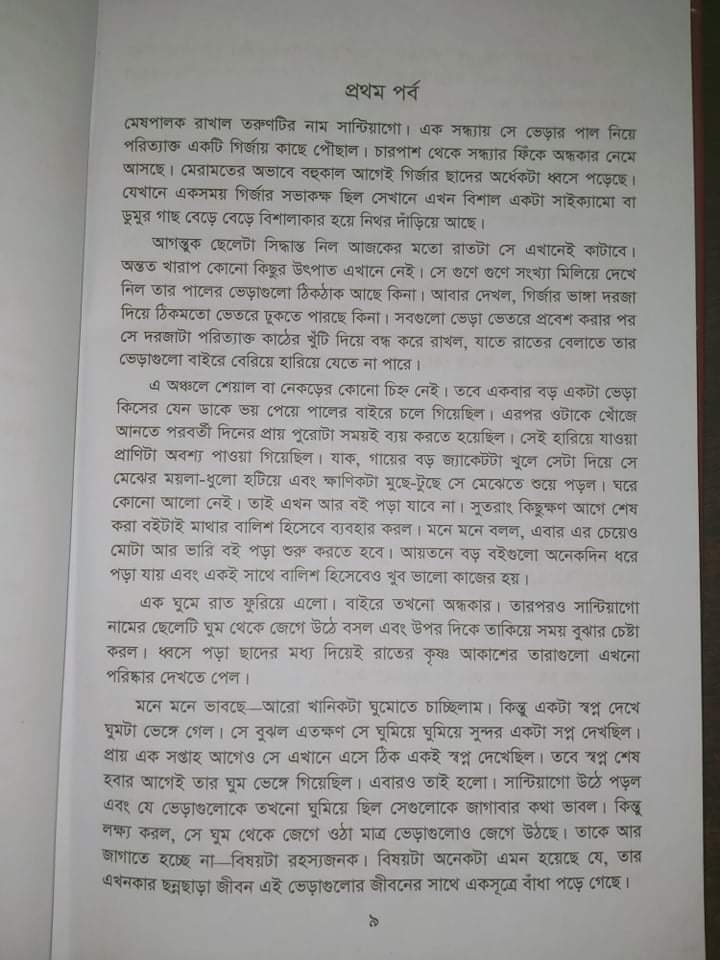 প্রথম পর্ব
মেষপালক রাখাল তরুণটির নাম সান্টিয়াগো। এক সন্ধ্যায় সে ভেড়ার পাল নিয়ে
পরিত্যাক্ত একটি গির্জায় কাছে পৌছাল। চারপাশ থেকে সন্ধ্যার ফিঁকে অন্ধকার নেমে
আসছে। মেরামতের অভাবে বহুকাল আগেই গির্জার ছাদের অর্ধেকটা ধ্বসে পড়েছে।
যেখানে একসময় গির্জার সভাকক্ষ ছিল সেখানে এখন বিশাল একটা সাইক্যামো বা
ডুমুর গাছ বেড়ে বেড়ে বিশালাকার হয়ে নিথর দাঁড়িয়ে আছে।
আগন্তুক ছেলেটা সিদ্ধান্ত নিল আজকের মতো রাতটা সে এখানেই কাটাবে।
অন্তত খারাপ কোনো কিছুর উৎপাত এখানে নেই। সে গুণে গুণে সংখ্যা মিলিয়ে দেখে
নিল তার পালের ভেড়াগুলো ঠিকঠাক আছে কিনা। আবার দেখল, গির্জার ভাঙ্গা দরজা
দিয়ে ঠিকমতো ভেতরে ঢুকতে পারছে কিনা। সবগুলো ভেড়া ভেতরে প্রবেশ করার পর
সে দরজাটা পরিত্যাক্ত কাঠের খুঁটি দিয়ে বন্ধ করে রাখল, যাতে রাতের বেলাতে তার
ভেড়াগুলো বাইরে বেরিয়ে হারিয়ে যেতে না পারে।
এ অঞ্চলে শেয়াল বা নেকড়ের কোনো চিহ্ন নেই। তবে একবার বড় একটা ভেড়া
কিসের যেন ডাকে ভয় পেয়ে পালের বাইরে চলে গিয়েছিল। এরপর ওটাকে খোঁজে
আনতে পরবর্তী দিনের প্রায় পুরোটা সময়ই ব্যয় করতে হয়েছিল। সেই হারিয়ে যাওয়া
প্রাণিটা অবশ্য পাওয়া গিয়েছিল। যাক, গায়ের বড় জ্যাকেটটা খুলে সেটা দিয়ে সে
মেঝের ময়লা-ধুলো হটিয়ে এবং ক্ষাণিকটা মুছে-টুছে সে মেঝেতে শুয়ে পড়ল। ঘরে
কোনো আলো নেই। তাই এখন আর বই পড়া যাবে না। সুতরাং কিছুক্ষণ আগে শেষ
করা বইটাই মাথার বালিশ হিসেবে ব্যবহার করল। মনে মনে বলল, এবার এর চেয়েও
মোটা আর ভারি বই পড়া শুরু করতে হবে। আয়তনে বড় বইগুলো অনেকদিন ধরে
পড়া যায় এবং একই সাথে বালিশ হিসেবেও খুব ভালো কাজের হয়।
এক ঘুমে রাত ফুরিয়ে এলো। বাইরে তখনো অন্ধকার। তারপরও সান্টিয়াগো
নামের ছেলেটি ঘুম থেকে জেগে উঠে বসল এবং উপর দিকে তাকিয়ে সময় বুঝার চেষ্টা
করল। ধ্বসে পড়া ছাদের মধ্য দিয়েই রাতের কৃষ্ণ আকাশের তারাগুলো এখনো
পরিষ্কার দেখতে পেল।
মনে মনে ভাবছে—আরো খানিকটা ঘুমোতে চাচ্ছিলাম। কিন্তু একটা স্বপ্ন দেখে
ঘুমটা ভেঙ্গে গেল। সে বুঝল এতক্ষণ সে ঘুমিয়ে ঘুমিয়ে সুন্দর একটা সপ্ন দেখছিল।
প্রায় এক সপ্তাহ আগেও সে এখানে এসে ঠিক একই স্বপ্ন দেখেছিল। তবে স্বপ্ন শেষ
হবার আগেই তার ঘুম ভেঙ্গে গিয়েছিল। এবারও তাই হলো। সান্টিয়াগো উঠে পড়ল
এবং যে ভেড়াগুলোকে তখনো ঘুমিয়ে ছিল সেগুলোকে জাগাবার কথা ভাবল। কিন্তু
লক্ষ্য করল, সে ঘুম থেকে জেগে ওঠা মাত্র ভেড়াগুলোও জেগে উঠছে। তাকে আর
জাগাতে হচ্ছে না—বিষয়টা রহস্যজনক। বিষয়টা অনেকটা এমন হয়েছে যে, তার
এখনকার ছন্নছাড়া জীবন এই ভেড়াগুলোর জীবনের সাথে একসূত্রে বাঁধা পড়ে গেছে।
৯